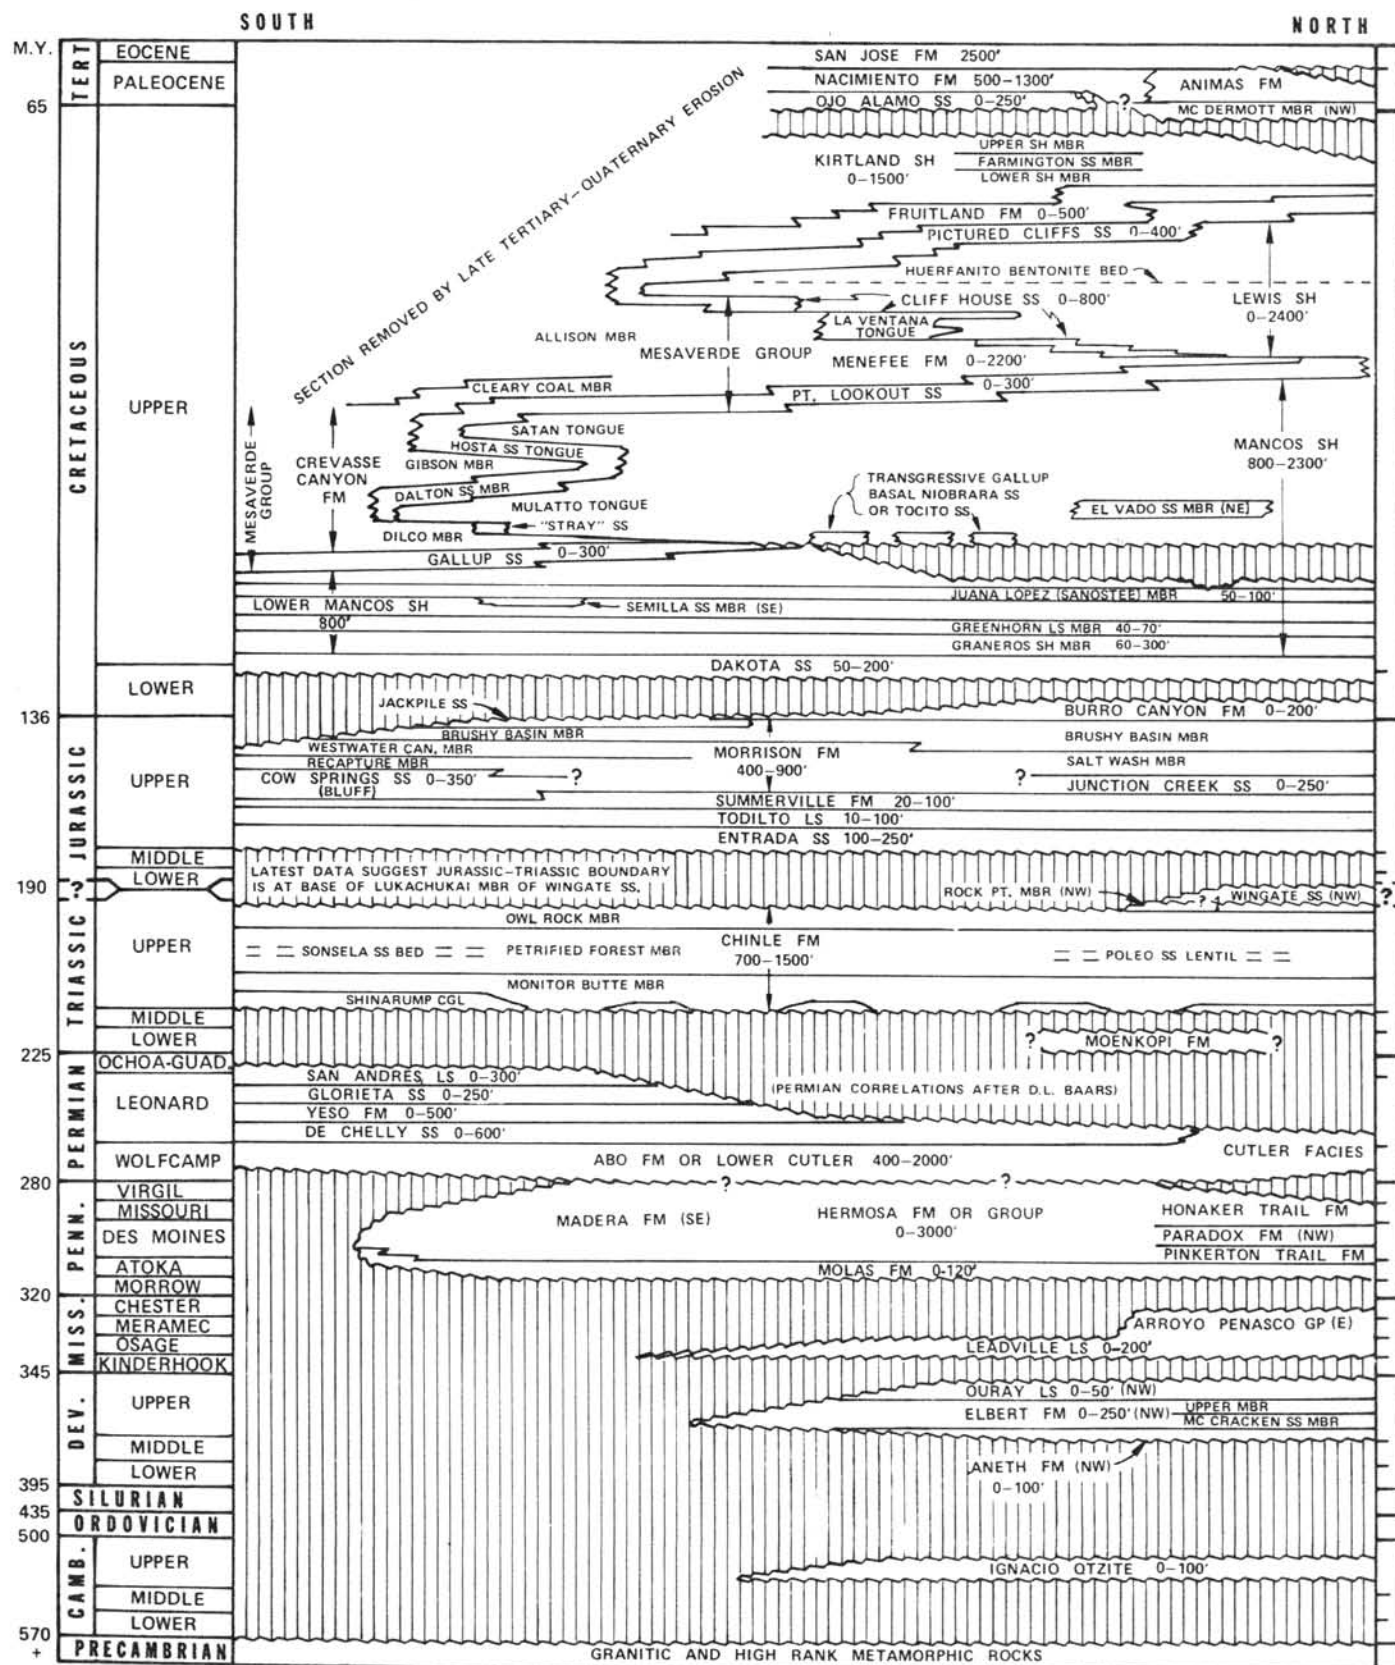 SOUTH
NORTH
M.Y.
TERT
EOCENE
PALEOCENE
65
SAN JOSE FM 2500'
NACIMIENTO FM 500-1300'
OJO ALAMO SS 0-250'
?
ANIMAS FM
MC DERMOTT MBR (NW)
SECTION REMOVED BY LATE TERTIARY-QUATERNARY EROSION
CRETACEOUS
UPPER
KIRTLAND SH
0-1500'
UPPER SH MBR
FARMINGTON SS MBR
LOWER SH MBR
FRUITLAND FM 0-500'
PICTURED CLIFFS SS 0-400'
HUERFANITO BENTONITE BED
CLIFF HOUSE SS 0-800'
LEWIS SH
0-2400'
LA VENTANA
TONGUE
ALLISON MBR
MESAVERDE GROUP
MENEFEE FM 0-2200'
CLEARY COAL MBR
0-300'
PT. LOOKOUT SS
MESAVERDE
GROUP
CREVASSE
CANYON
FM
SATAN TONGUE
HOSTA SS TONGUE
GIBSON MBR
DALTON SS MBR
MULATTO TONGUE
"STRAY" SS
DILCO MBR
GALLUP SS 0-300'
MANCOS SH
800-2300'
TRANSGRESSIVE GALLUP
BASAL NIOBRARA SS
OR TOCITO SS
EL VADO SS MBR (NE)
JUANA LOPEZ (SANOSTEE) MBR 50-100'
LOWER MANCOS SH
800'
SEMILLA SS MBR (SE)
GREENHORN LS MBR 40-70'
GRANEROS SH MBR 60-300'
DAKOTA SS 50-200'
LOWER
136
JACKPILE SS
BURRO CANYON FM 0-200'
JURASSIC
UPPER
BRUSHY BASIN MBR
BRUSHY BASIN MBR
WESTWATER CAN. MBR
MORRISON FM
400-900'
RECAPTURE MBR
SALT WASH MBR
COW SPRINGS SS 0-350'
(BLUFF)
?
?
JUNCTION CREEK SS 0-250'
SUMMERVILLE FM 20-100'
TODILTO LS 10-100'
ENTRADA SS 100-250'
MIDDLE
LOWER
190
?
LATEST DATA SUGGEST JURASSIC-TRIASSIC BOUNDARY
IS AT BASE OF LUKACHUKAI MBR OF WINGATE SS.
ROCK PT. MBR (NW)
?
WINGATE SS (NW)
?
TRIASSIC
UPPER
OWL ROCK MBR
CHINLE FM
700-1500'
SONSELA SS BED
PETRIFIED FOREST MBR
POLEO SS LENTIL
MONITOR BUTTE MBR
SHINARUMP CGL
MIDDLE
LOWER
?
MOENKOPI FM
?
225
PERMIAN
OCHOA-GUAD.
LEONARD
SAN ANDRES LS 0-300'
GLORIETA SS 0-250'
(PERMIAN CORRELATIONS AFTER D.L. BAARS)
YESO FM 0-500'
DE CHELLY SS 0-600'
WOLFCAMP
ABO FM OR LOWER CUTLER 400-2000'
CUTLER FACIES
280
?
?
PENN.
VIRGIL
MISSOURI
DES MOINES
ATOKA
MORROW
MADERA FM (SE)
HERMOSA FM OR GROUP
0-3000'
HONAKER TRAIL FM
PARADOX FM (NW)
PINKERTON TRAIL FM
MOLAS FM 0-120'
320
MISS.
CHESTER
MERAMEC
OSAGE
KINDERHOOK
ARROYO PENASCO GP (E)
LEADVILLE LS 0-200'
345
DEV.
UPPER
MIDDLE
LOWER
OURAY LS 0-50' (NW)
ELBERT FM 0-250' (NW)
UPPER MBR
MC CRACKEN SS MBR
ANETH FM (NW)
0-100'
395
SILURIAN
435
ORDOVICIAN
500
CAMB.
UPPER
MIDDLE
LOWER
IGNACIO QTZITE 0-100'
570
+
PRECAMBRIAN
GRANITIC AND HIGH RANK METAMORPHIC ROCKS